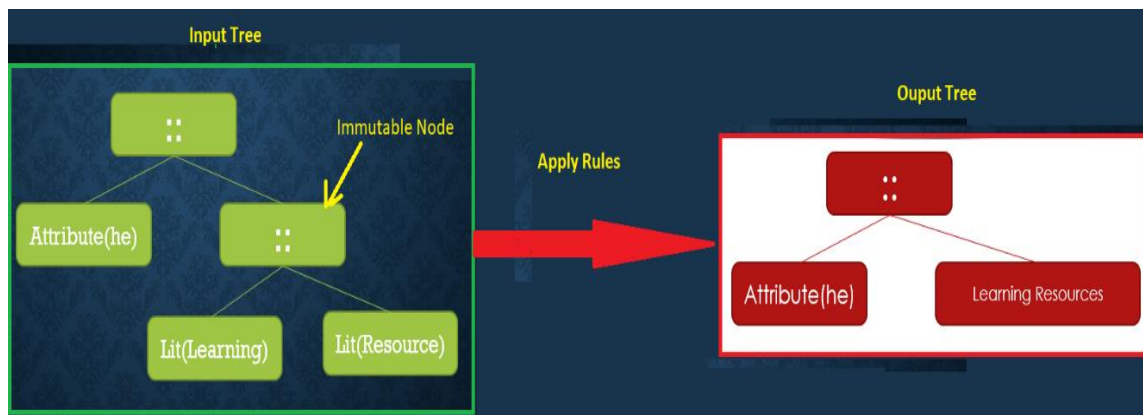 Input Tree
::
Immutable Node
Attribute(he)
::
Lit(Learning)
Lit(Resource)
Apply Rules
Ouput Tree
::
Attribute(he)
Learning Resources